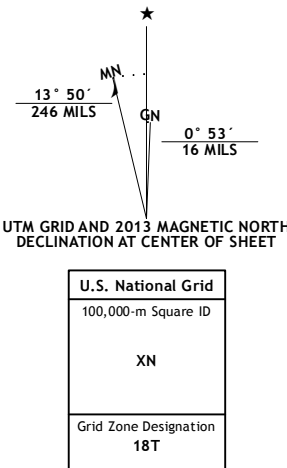 MN
13° 50´
246 MILS
GN
0° 53´
16 MILS
UTM GRID AND 2013 MAGNETIC NORTH
DECLINATION AT CENTER OF SHEET
U.S. National Grid
100,000-m Square ID
XN
Grid Zone Designation
18T